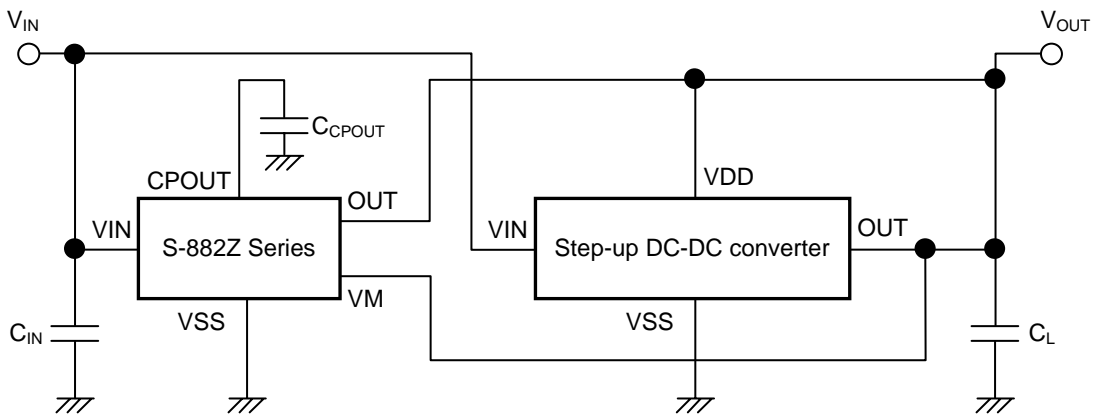 VIN
VOUT
CCPOUT
CPOUT
OUT
VDD
VIN
S-882Z Series
VIN
Step-up DC-DC converter
OUT
VM
VSS
VSS
CIN
CL